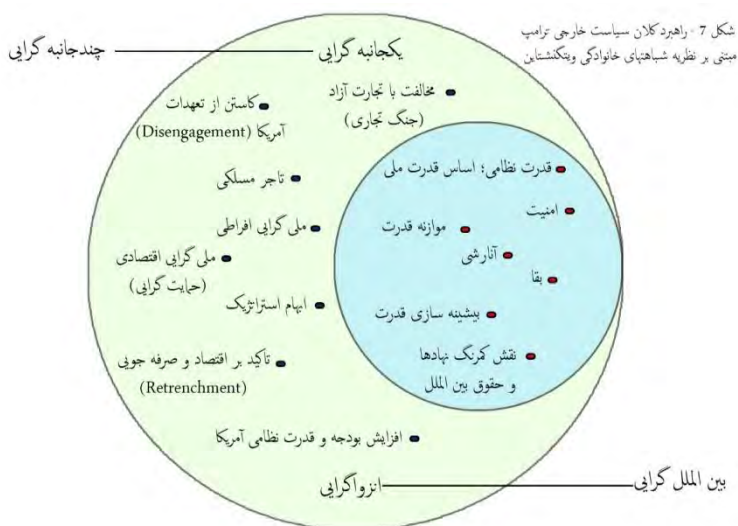 شکل 7 - راهبرد کلان سیاست خارجی ترامپ
مبتنی بر نظریه شباهتهای خانوادگی ویتگنشتاین
یکجانبه گرایی
چندجانبه گرایی
مخالفت با تجارت آزاد
(جنگ تجاری)
کاستن از تعهدات
آمریکا (Disengagement)
تاجر مسلکی
ملی گرایی افراطی
ملی گرایی اقتصادی
(حمایت گرایی)
ابهام استراتژیک
تاکید بر اقتصاد و صرفه جویی
(Retrenchment)
افزایش بودجه و قدرت نظامی آمریکا
قدرت نظامی؛ اساس قدرت ملی
امنیت
موازنه قدرت
آنارشی
بقا
بیشینه سازی قدرت
نقش کمرنگ نهادها
و حقوق بین الملل
بین الملل گرایی
انزواگرایی